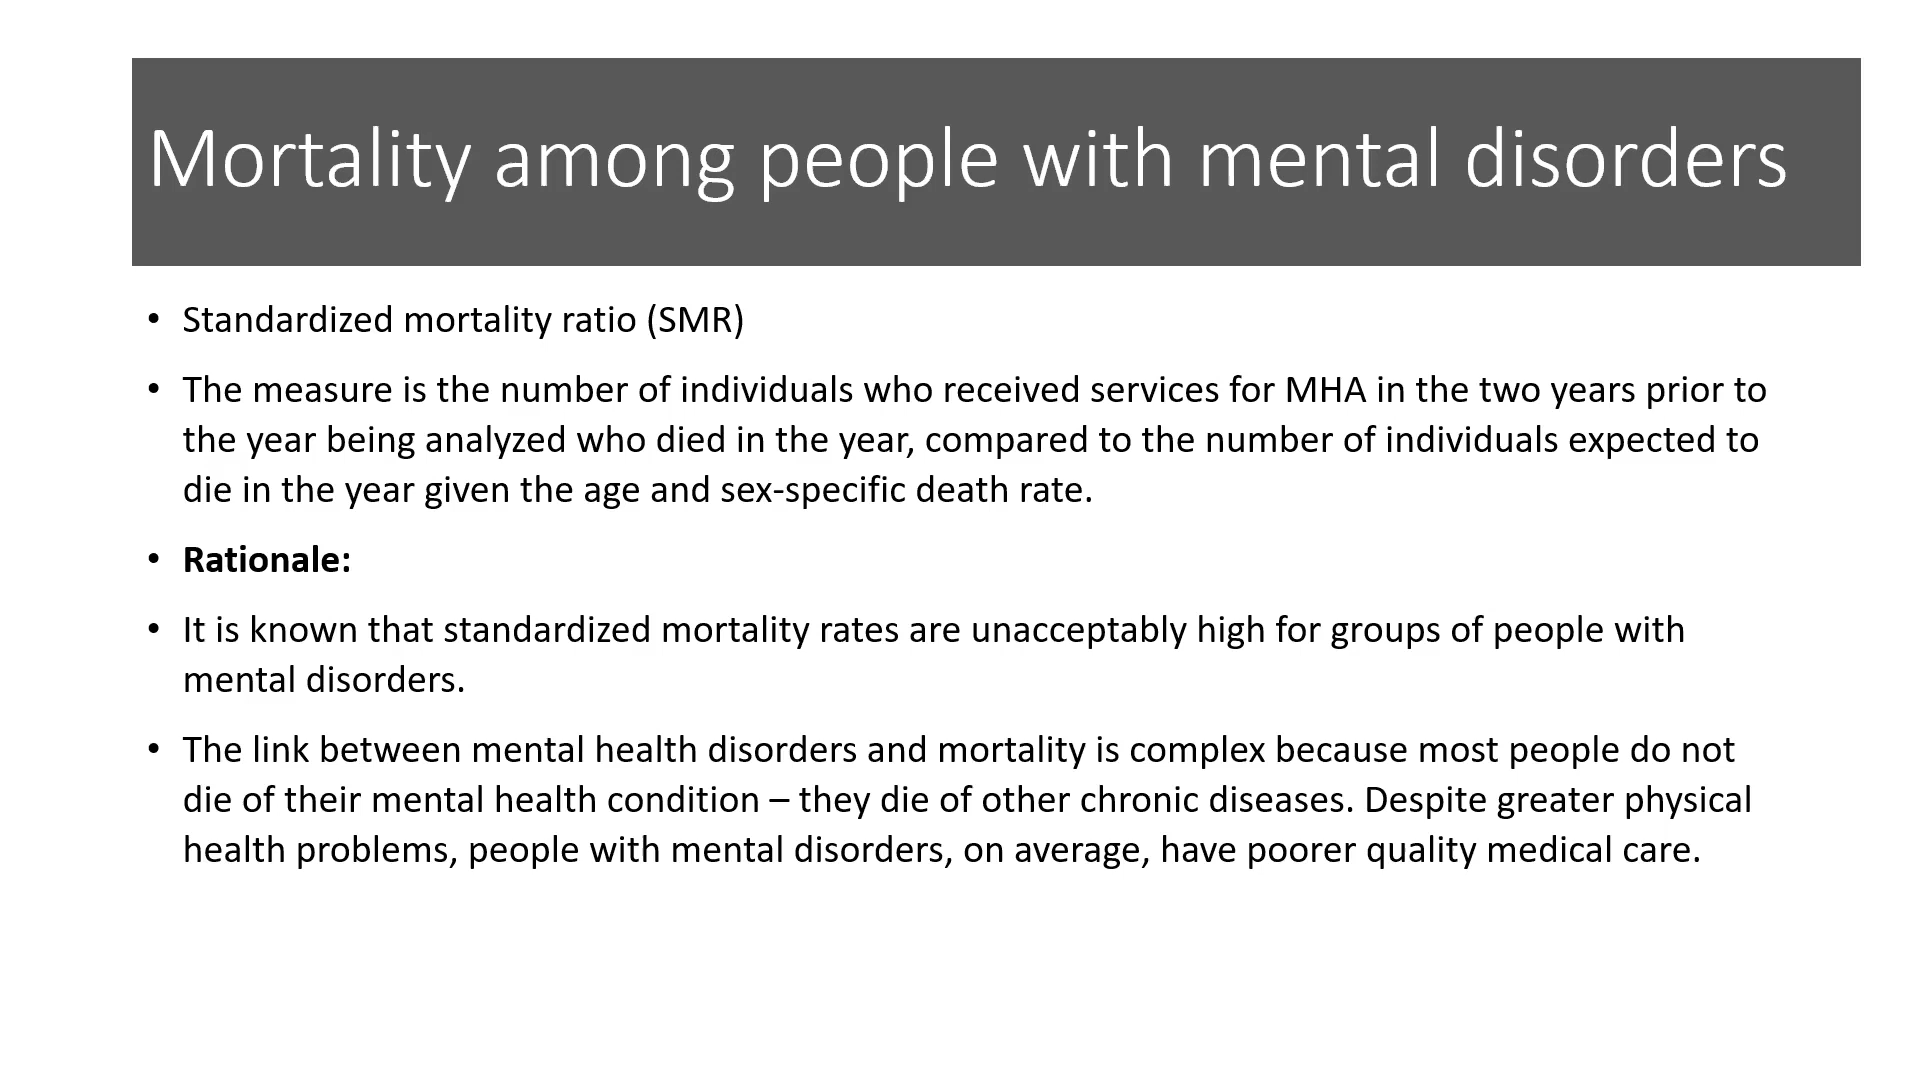 Mortality among people with mental disorders
• Standardized mortality ratio (SMR)
• The measure is the number of individuals who received services for MHA in the two years prior to
the year being analyzed who died in the year, compared to the number of individuals expected to
die in the year given the age and sex-specific death rate.
• Rationale:
• It is known that standardized mortality rates are unacceptably high for groups of people with
mental disorders.
• The link between mental health disorders and mortality is complex because most people do not
die of their mental health condition – they die of other chronic diseases. Despite greater physical
health problems, people with mental disorders, on average, have poorer quality medical care.